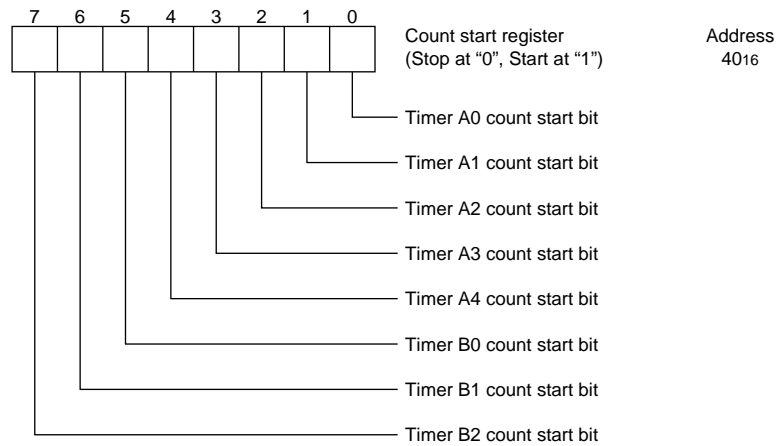 7 6 5 4 3 2 1 0
Count start register
(Stop at “0”, Start at “1”)
Address
4016
Timer A0 count start bit
Timer A1 count start bit
Timer A2 count start bit
Timer A3 count start bit
Timer A4 count start bit
Timer B0 count start bit
Timer B1 count start bit
Timer B2 count start bit